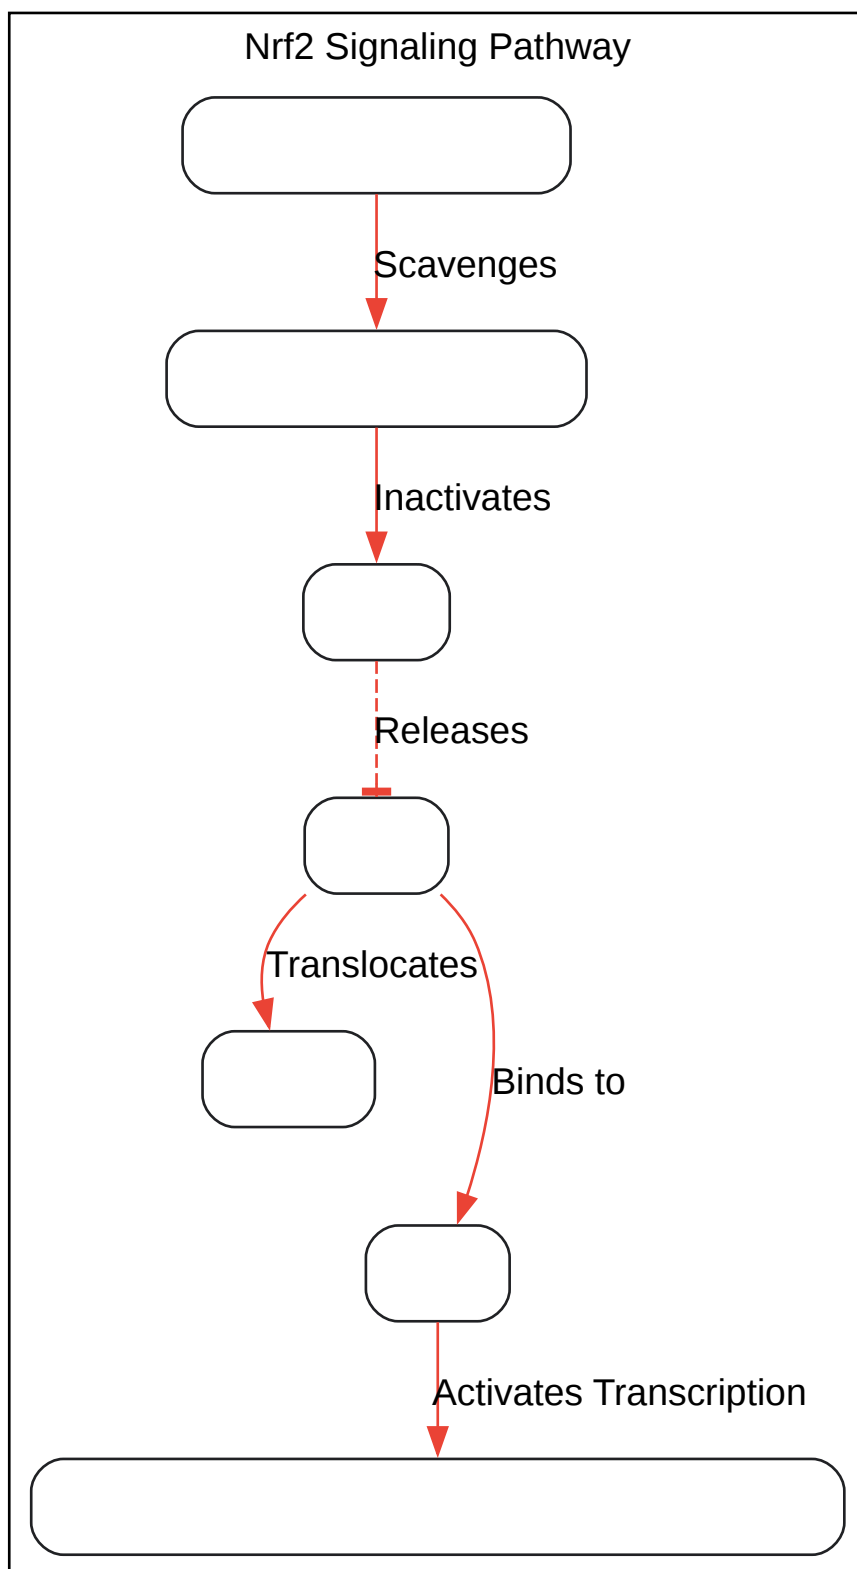 Nrf2 Signaling Pathway
Scavenges
Inactivates
Releases
Translocates
Binds to
Activates Transcription